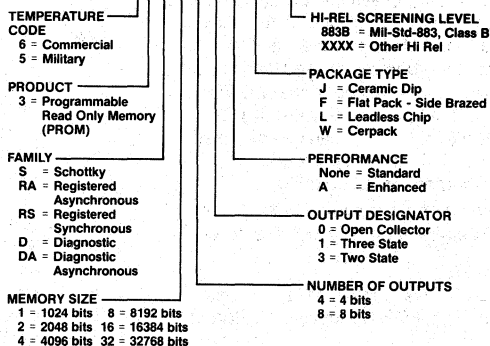 TEMPERATURE
CODE
6 = Commercial
5 = Military
PRODUCT
3 = Programmable
Read Only Memory
(PROM)
FAMILY
S = Schottky
RA = Registered
Asynchronous
RS = Registered
Synchronous
D = Diagnostic
DA = Diagnostic
Asynchronous
MEMORY SIZE
1 = 1024 bits 8 = 8192 bits
2 = 2048 bits 16 = 16384 bits
4 = 4096 bits 32 = 32768 bits
HI-REL SCREENING LEVEL
883B = Mil-Std-883, Class B
XXXX = Other Hi Rel
PACKAGE TYPE
J = Ceramic Dip
F = Flat Pack - Side Brazed
L = Leadless Chip
W = Cerpack
PERFORMANCE
None = Standard
A = Enhanced
OUTPUT DESIGNATOR
0 = Open Collector
1 = Three State
3 = Two State
NUMBER OF OUTPUTS
4 = 4 bits
8 = 8 bits